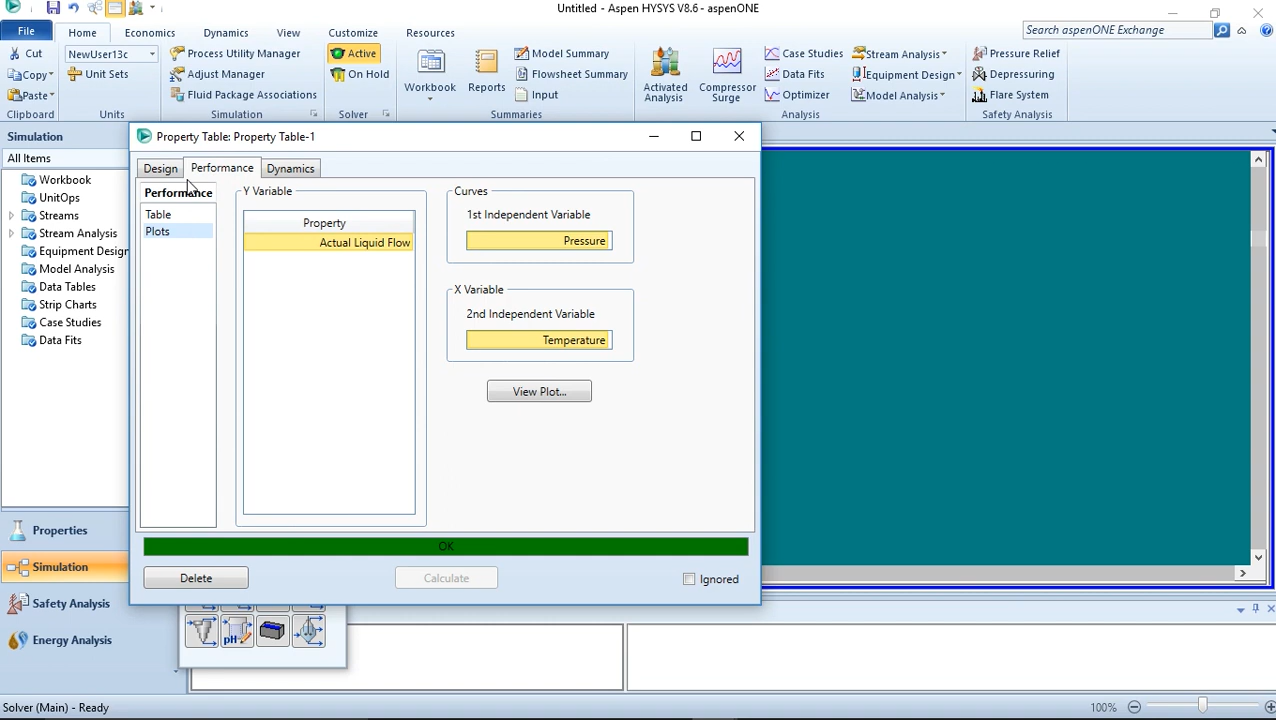 Untitled - Aspen HYSYS V8.6 - aspenONE
File Home Economics Dynamics View Customize Resources
Search aspenONE Exchange
Cut
Copy
Paste
Clipboard
NewUser13c
Unit Sets
Units
Process Utility Manager
Adjust Manager
Fluid Package Associations
Simulation
Active
On Hold
Solver
Workbook
Reports
Model Summary
Flowsheet Summary
Input
Summaries
Activated
Analysis
Compressor
Surge
Case Studies
Data Fits
Optimizer
Stream Analysis
Equipment Design
Model Analysis
Analysis
Pressure Relief
Depressuring
Flare System
Safety Analysis
Simulation
All Items
Workbook
UnitOps
Streams
Stream Analysis
Equipment Design
Model Analysis
Data Tables
Strip Charts
Case Studies
Data Fits
Properties
Simulation
Safety Analysis
Energy Analysis
Property Table: Property Table-1
Design Performance Dynamics
Performance
Table
Plots
Y Variable
Property
Actual Liquid Flow
Curves
1st Independent Variable
Pressure
X Variable
2nd Independent Variable
Temperature
View Plot...
OK
Delete
Calculate
Ignored
pH
Solver (Main) - Ready
100%